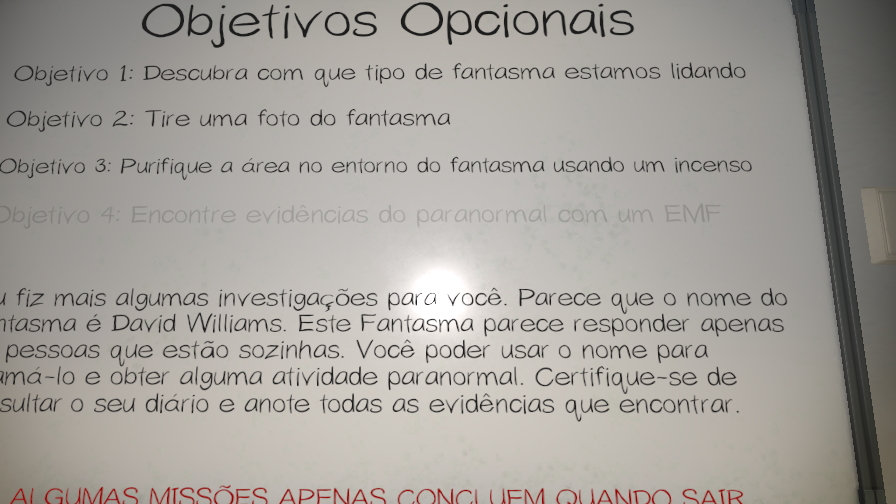 Objetivos Opcionais
Objetivo 1: Descubra com que tipo de fantasma estamos lidando
Objetivo 2: Tire uma foto do fantasma
Objetivo 3: Purifique a área no entorno do fantasma usando um incenso
Objetivo 4: Encontre evidências do paranormal com um EMF
fiz mais algumas investigações para você. Parece que o nome do
é David Williams. Este Fantasma parece responder apenas
pessoas que estão sozinhas. Você poder usar o nome para
e obter alguma atividade paranormal. Certifique-se de
o seu diário e anote todas as evidências que encontrar.
ALGUMAS MISSÕES APENAS CONCLUEM QUANDO SAIR